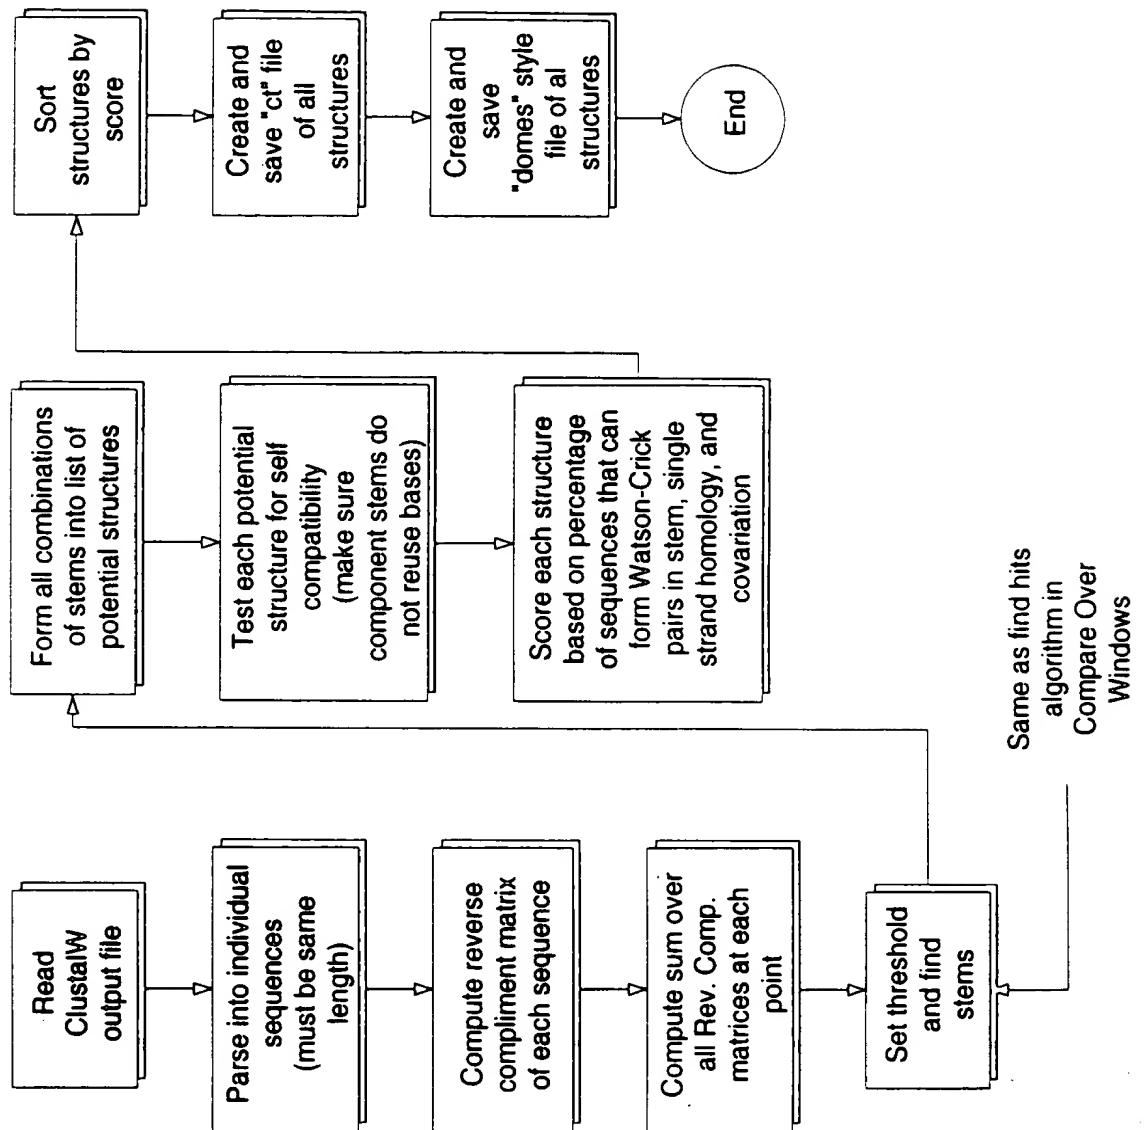 Read
ClustalW
output file
Parse into individual
sequences
(must be same
length)
Compute reverse
compliment matrix
of each sequence
Compute sum over
all Rev. Comp.
matrices at each
point
Set threshold
and find
stems
Same as find hits
algorithm in
Compare Over
Windows
Form all combinations
of stems into list of
potential structures
Test each potential
structure for self
compatibility
(make sure
component stems do
not reuse bases)
Score each structure
based on percentage
of sequences that can
form Watson-Crick
pairs in stem, single
strand homology, and
covariation
Sort
structures by
score
Create and
save "ct" file
of all
structures
Create and
save
"domes" style
file of al
structures
End